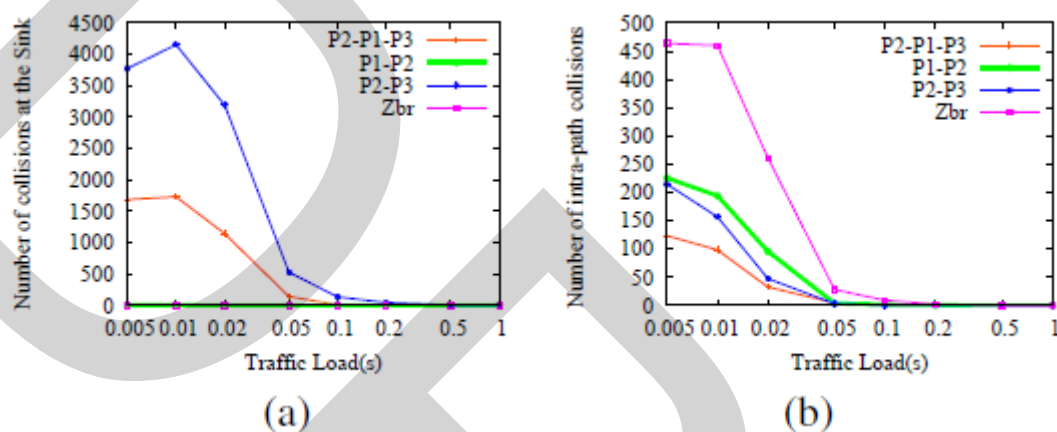 Number of collisions at the Sink
4500
4000
3500
3000
2500
2000
1500
1000
500
0
P2-P1-P3
P1-P2
P2-P3
Zbr
0.005 0.01 0.02 0.05 0.1 0.2 0.5 1
Traffic Load(s)
(a)
Number of intra-path collisions
500
450
400
350
300
250
200
150
100
50
0
P2-P1-P3
P1-P2
P2-P3
Zbr
0.005 0.01 0.02 0.05 0.1 0.2 0.5 1
Traffic Load(s)
(b)